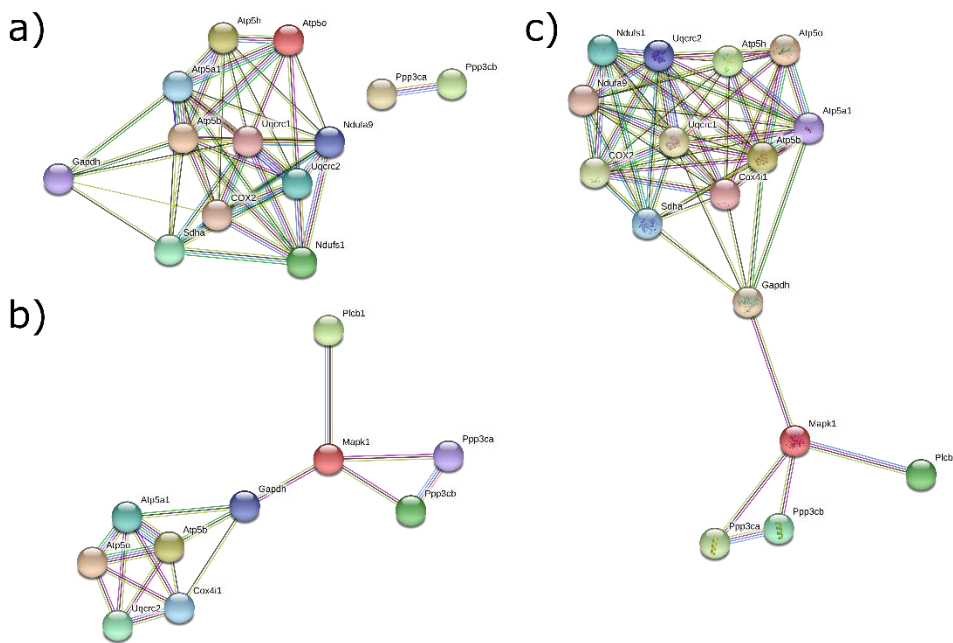 a)
Atp5h
Atp5o
Atp5a1
Ppp3ca
Ppp3cb
Atp5b
Uqcrc1
Ndufa9
Gapdh
Uqcrc2
COX2
Sdha
Ndufs1
b)
Plcb1
Mapk1
Ppp3ca
Gapdh
Ppp3cb
Atp5a1
Atp5b
Atp5o
Cox4i1
Uqcrc2
c)
Ndufs1
Uqcrc2
Atp5h
Atp5o
Ndufa9
Atp5a1
Uqcrc1
Atp5b
COX2
Cox4i1
Sdha
Gapdh
Mapk1
Plcb
Ppp3ca
Ppp3cb